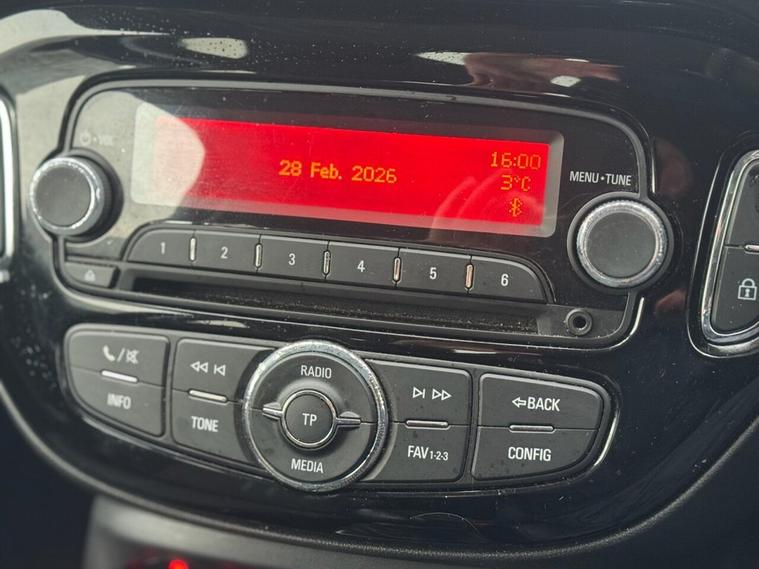 VOL
28 Feb. 2026
16:00
3°C
MENU•TUNE
1 2 3 4 5 6
RADIO
INFO
TONE
TP
MEDIA
FAV1-2-3
BACK
CONFIG